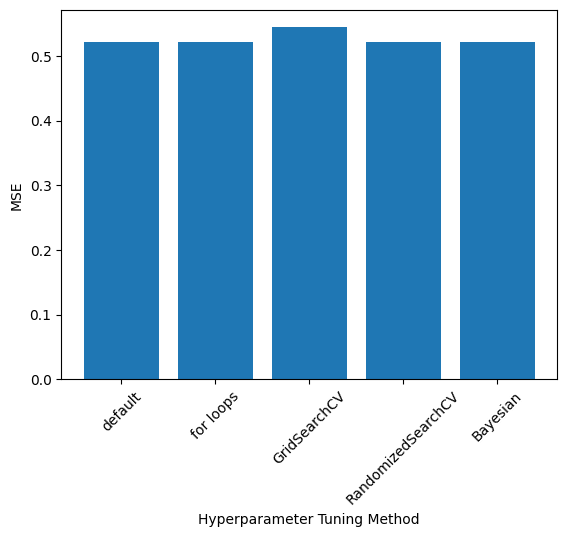 0.5
0.4
0.3
0.2
0.1
0.0
MSE
default
for loops
GridSearchCV
RandomizedSearchCV
Bayesian
Hyperparameter Tuning Method